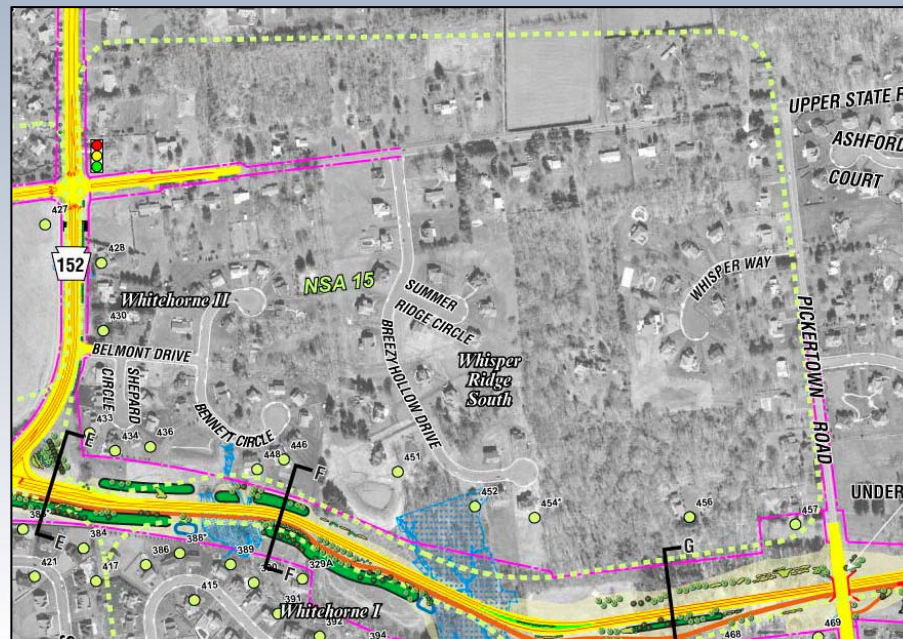 UPPER STATE R
ASHFORD
COURT
427
152
428
NSA 15
SUMMER
RIDGE CIRCLE
WHISPER WAY
Whitehorne II
430
BELMONT DRIVE
SHEPARD
CIRCLE
BREEZY HOLLOW DRIVE
Whisper
Ridge
South
PICKERTOWN ROAD
BENNETT CIRCLE
433
434
436
E
446
448
F
451
452
454*
456
457
UNDER
G
384
388*
386
389
329A
E
F
421
417
415
391
392
394
Whitehorne I
468
469